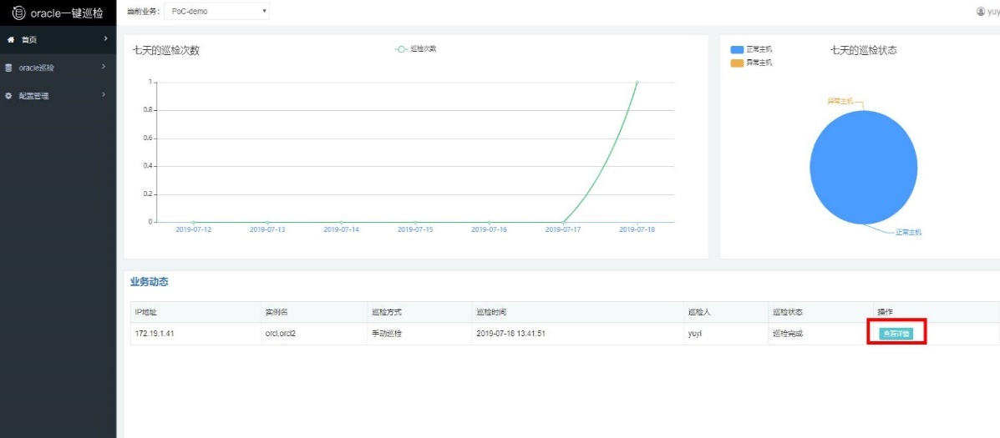 oracle一键巡检
当前业务： PoC-demo
yuy
首页
oracle巡检
配置管理
七天的巡检次数
巡检次数
1
0.8
0.6
0.4
0.2
0
2019-07-12 2019-07-13 2019-07-14 2019-07-15 2019-07-16 2019-07-17 2019-07-18
正常主机
异常主机
七天的巡检状态
异常主机
正常主机
业务动态
IP地址 实例名 巡检方式 巡检时间 巡检人 巡检状态 操作
172.19.1.41 orcl,orcl2 手动巡检 2019-07-18 13:41:51 yuyi 巡检完成 查看详情